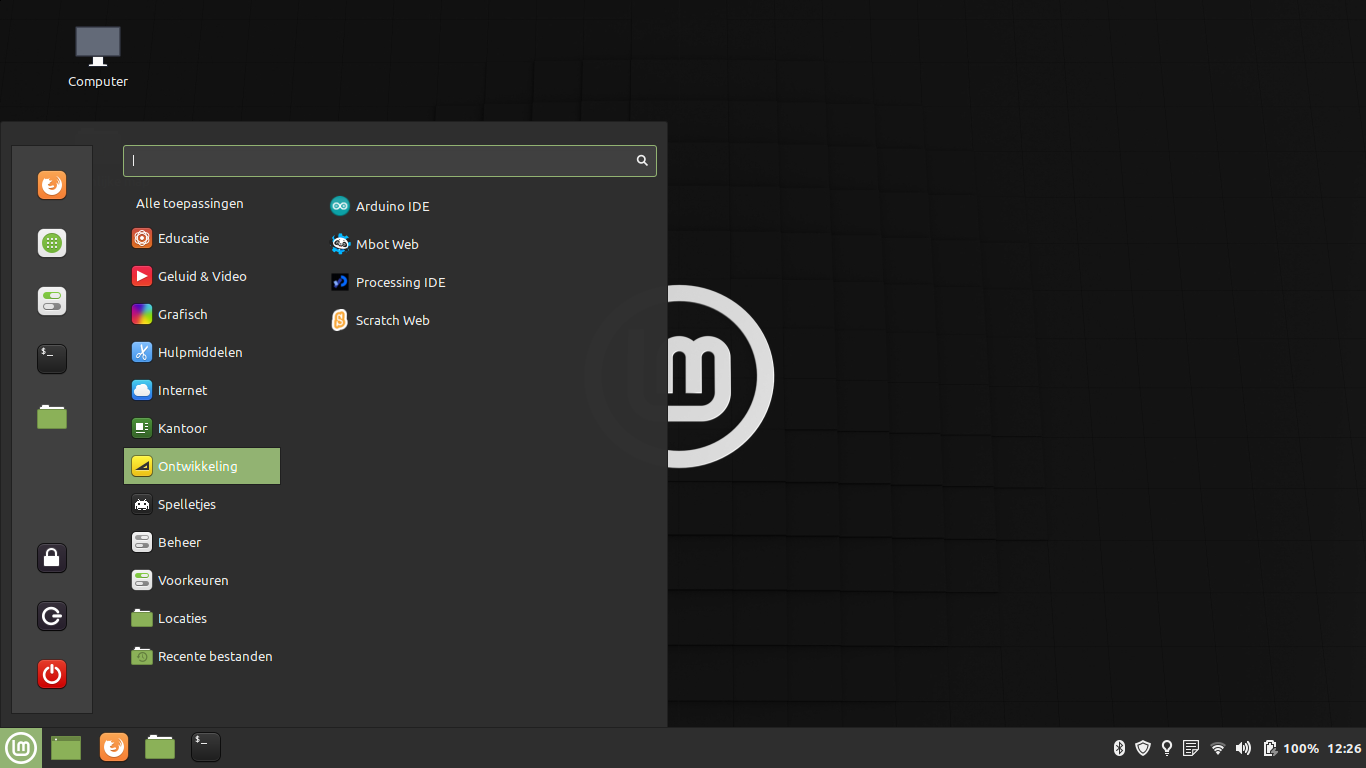 Computer
Alle toepassingen
Educatie
Geluid & Video
Grafisch
Hulpmiddelen
Internet
Kantoor
Ontwikkeling
Spelletjes
Beheer
Voorkeuren
Locaties
Recente bestanden
Arduino IDE
Mbot Web
Processing IDE
Scratch Web
100% 12:26